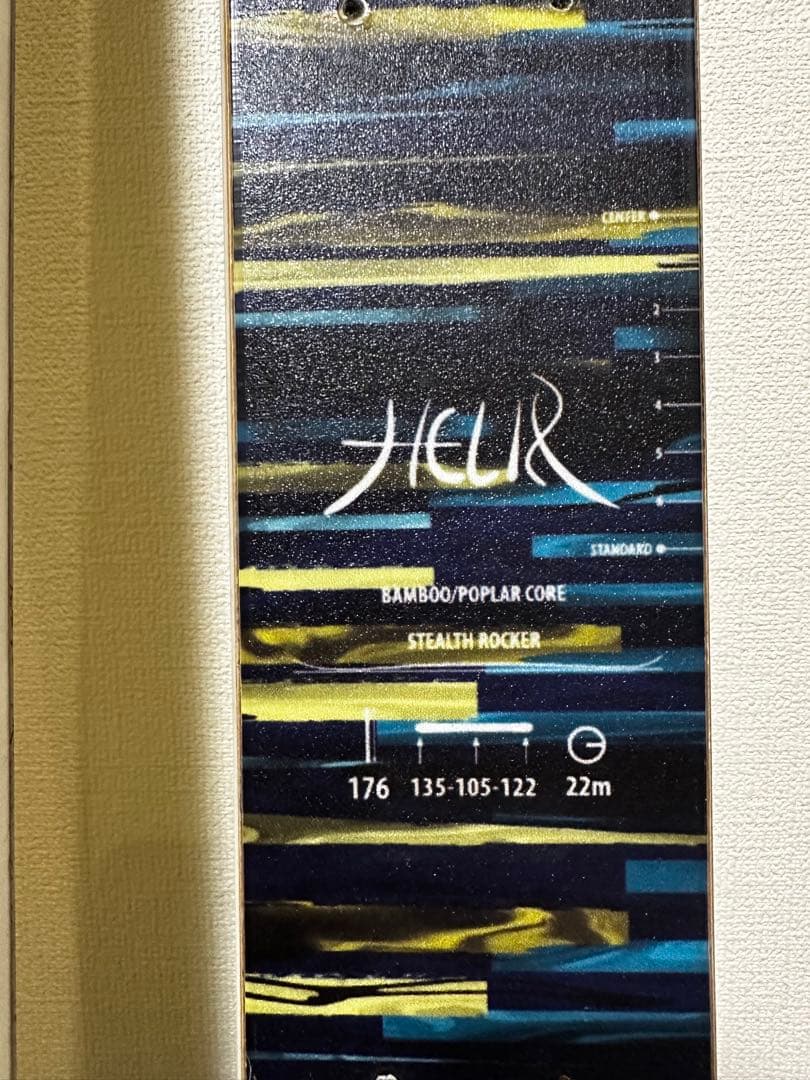 CENTER
2
3
4
5
6
HELIX
STANDARD
BAMBOO/POPLAR CORE
STEALTH ROCKER
176 135-105-122 22m